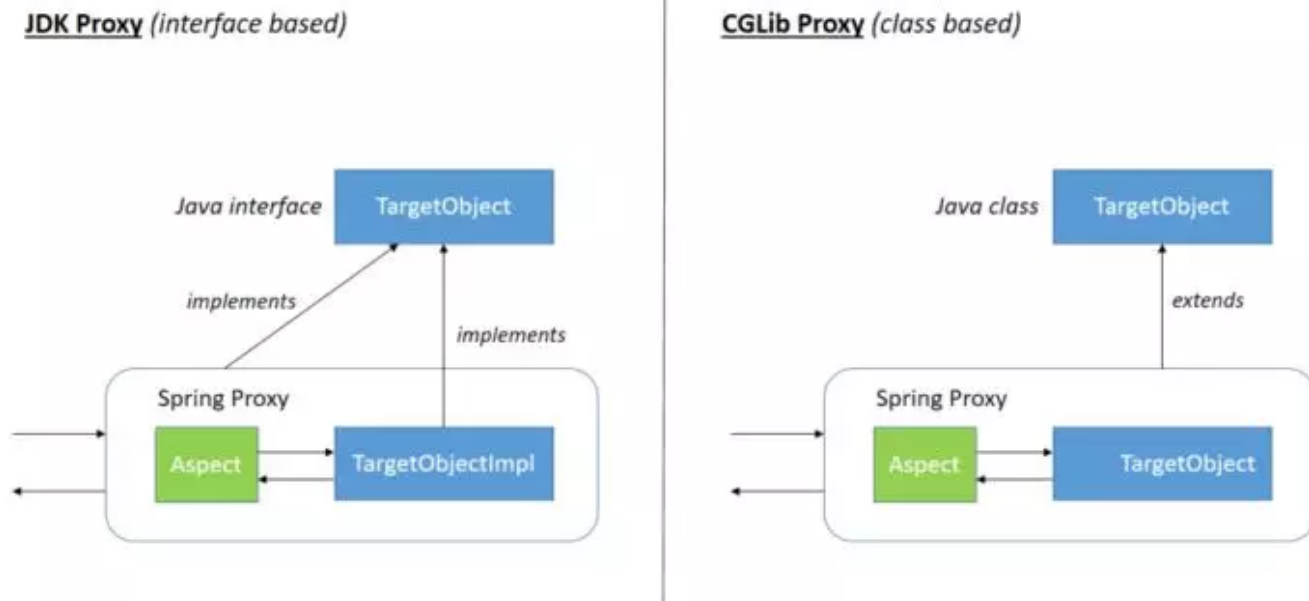 JDK Proxy (interface based)
Java interface
TargetObject
implements
implements
Spring Proxy
Aspect
TargetObjectImpl
CGLib Proxy (class based)
Java class
TargetObject
extends
Spring Proxy
Aspect
TargetObject